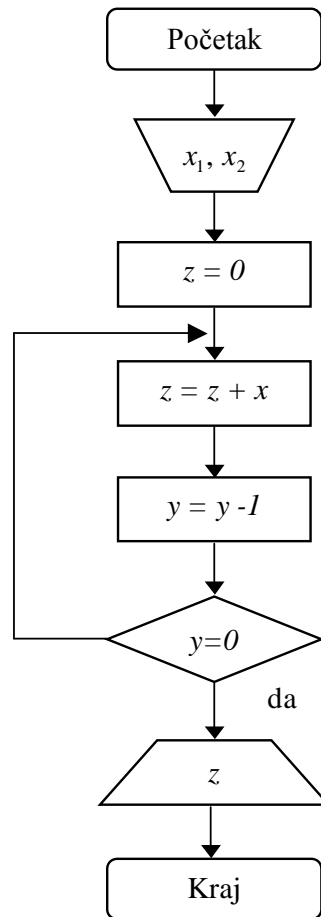 Početak
x₁, x₂
z = 0
z = z + x
y = y -1
y=0
da
z
Kraj